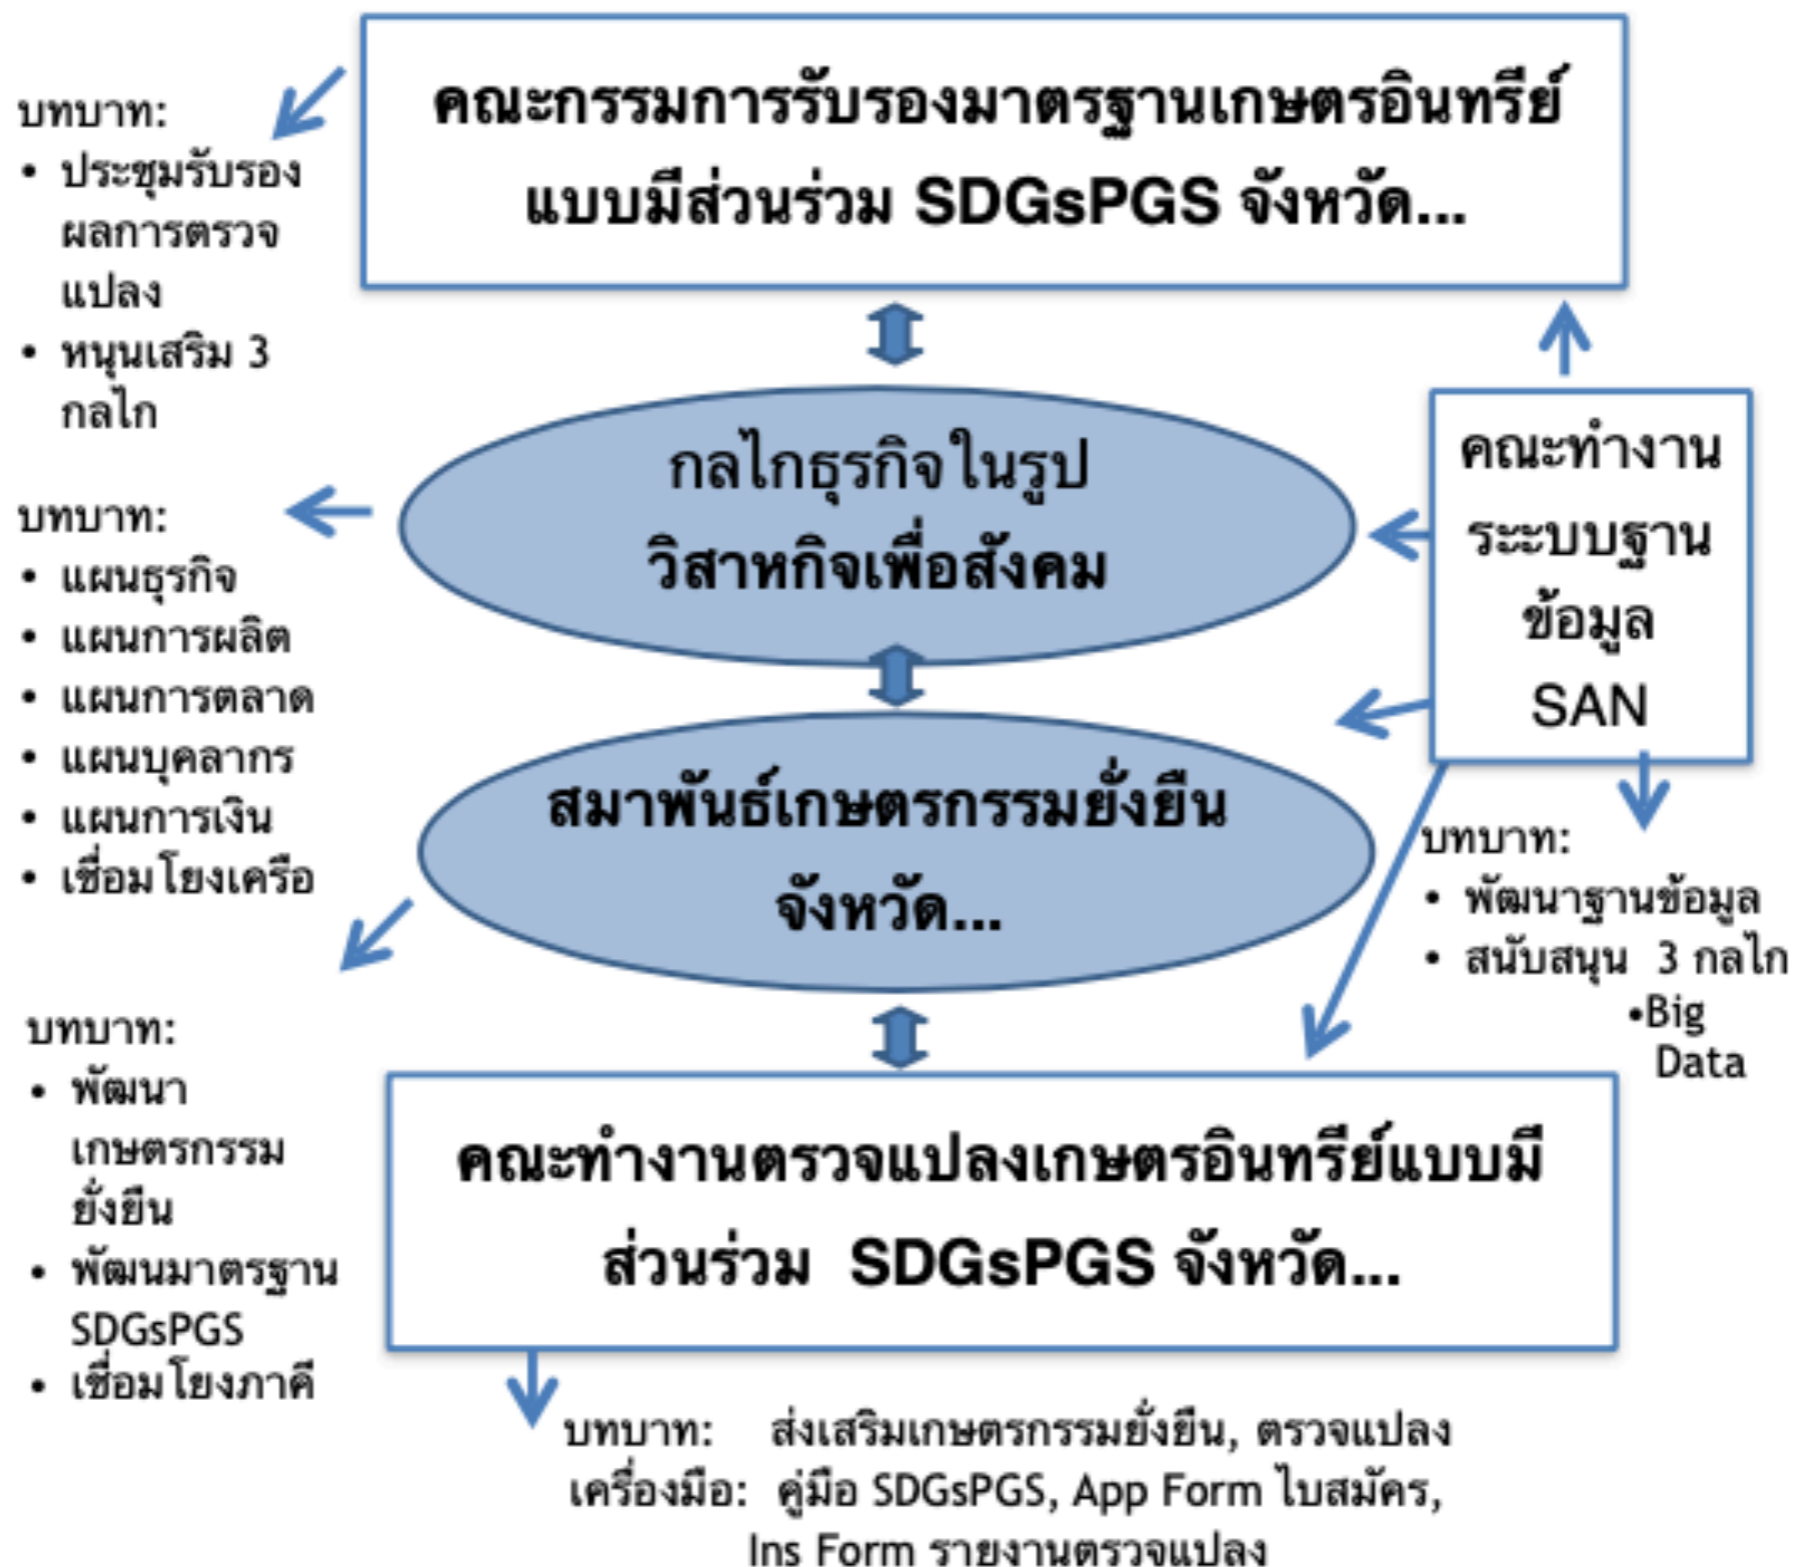 คณะกรรมการรับรองมาตรฐานเกษตรอินทรีย์
แบบมีส่วนร่วม SDGsPGS จังหวัด...
บทบาท:
• ประชุมรับรอง
ผลการตรวจ
แปลง
• หนุนเสริม 3
กลไก
กลไกธุรกิจในรูป
วิสาหกิจเพื่อสังคม
บทบาท:
• แผนธุรกิจ
• แผนการผลิต
• แผนการตลาด
• แผนบุคลากร
• แผนการเงิน
• เชื่อมโยงเครือ
คณะทำงาน
ระะบบฐาน
ข้อมูล
SAN
บทบาท:
• พัฒนาฐานข้อมูล
• สนับสนุน 3 กลไก
•Big
Data
สมาพันธ์เกษตรกรรมยั่งยืน
จังหวัด...
บทบาท:
• พัฒนา
เกษตรกรรม
ยั่งยืน
• พัฒนมาตรฐาน
SDGsPGS
• เชื่อมโยงภาคี
คณะทำงานตรวจแปลงเกษตรอินทรีย์แบบมี
ส่วนร่วม SDGsPGS จังหวัด...
บทบาท: ส่งเสริมเกษตรกรรมยั่งยืน, ตรวจแปลง
เครื่องมือ: คู่มือ SDGsPGS, App Form ใบสมัคร,
Ins Form รายงานตรวจแปลง